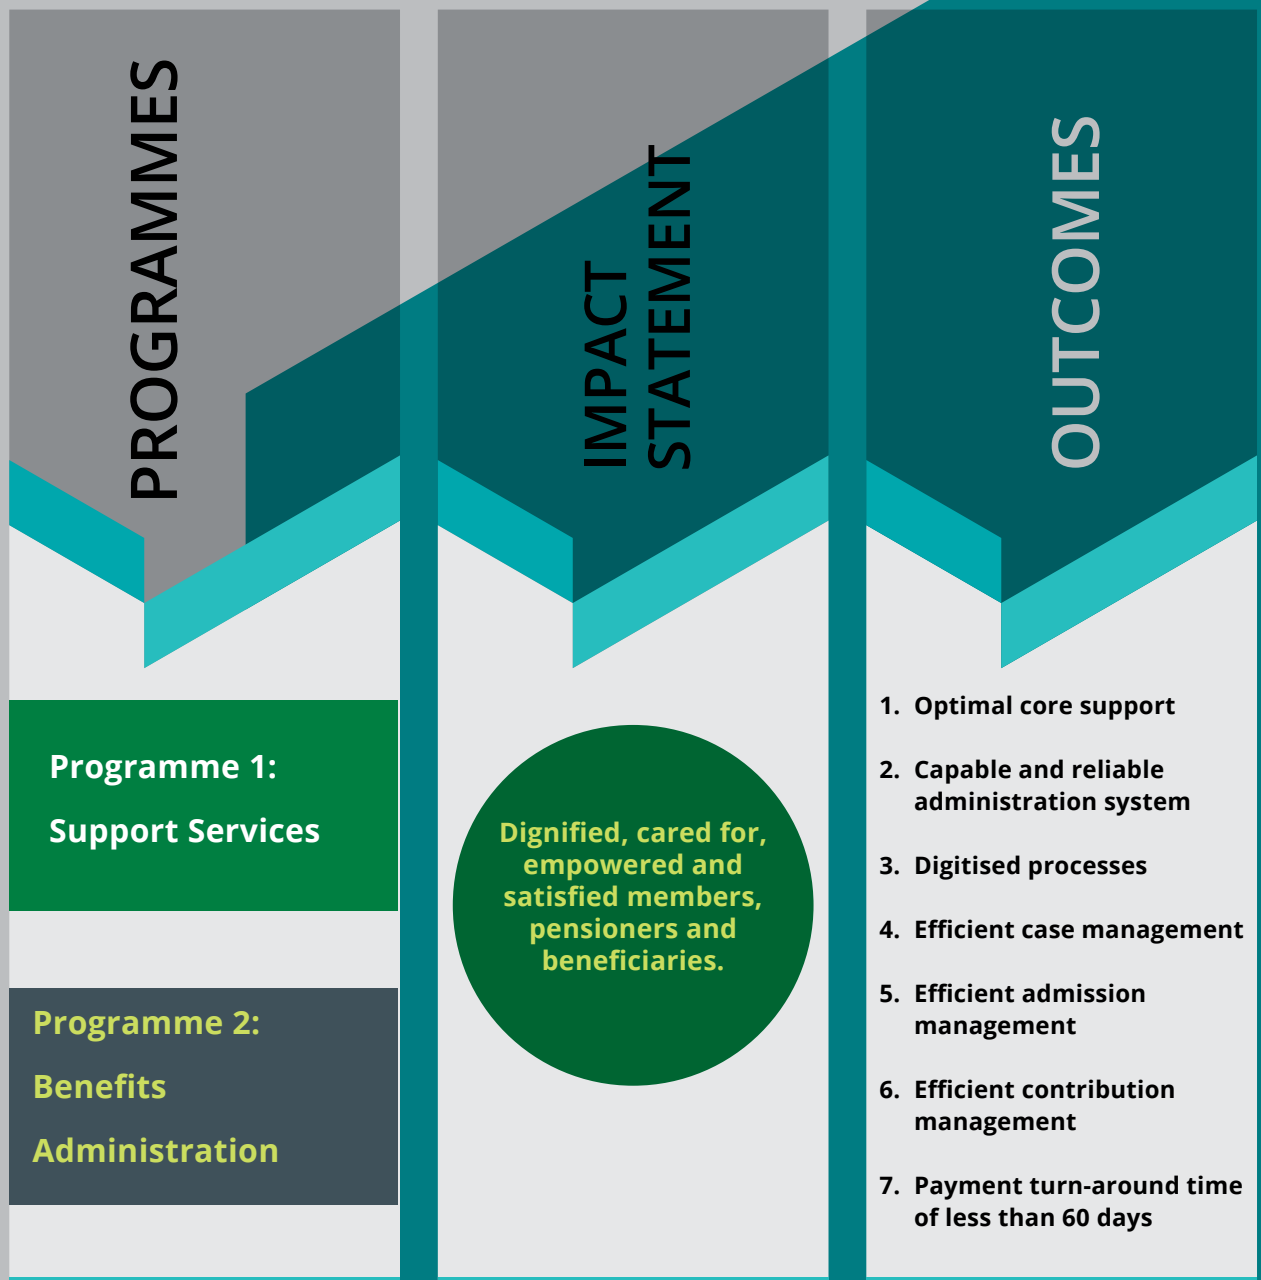 PROGRAMMES
Programme 1:
Support Services
Programme 2:
Benefits
Administration
IMPACT
STATEMENT
Dignified, cared for,
empowered and
satisfied members,
pensioners and
beneficiaries.
OUTCOMES
1. Optimal core support
2. Capable and reliable
administration system
3. Digitised processes
4. Efficient case management
5. Efficient admission
management
6. Efficient contribution
management
7. Payment turn-around time
of less than 60 days